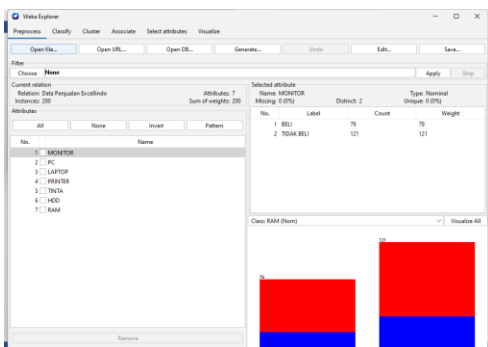 Weka Explorer
Preprocess Classify Cluster Associate Select attributes Visualize
Open file... Open URL... Open DB... Generate... Undo Edit... Save...
Filter
Choose None Apply Stop
Current relation
Relation: Data Penjualan Excellindo Attributes: 7
Instances: 200 Sum of weights: 200
Attributes
All None Invert Pattern
No. Name
1 MONITOR
2 PC
3 LAPTOP
4 PRINTER
5 TINTA
6 HDD
7 RAM
Remove
Selected attribute
Name: MONITOR Type: Nominal
Missing: 0 (0%) Distinct: 2 Unique: 0 (0%)
No. Label Count Weight
1 BELI 79 79
2 TIDAK BELI 121 121
Class: RAM (Nom) Visualize All
79
121